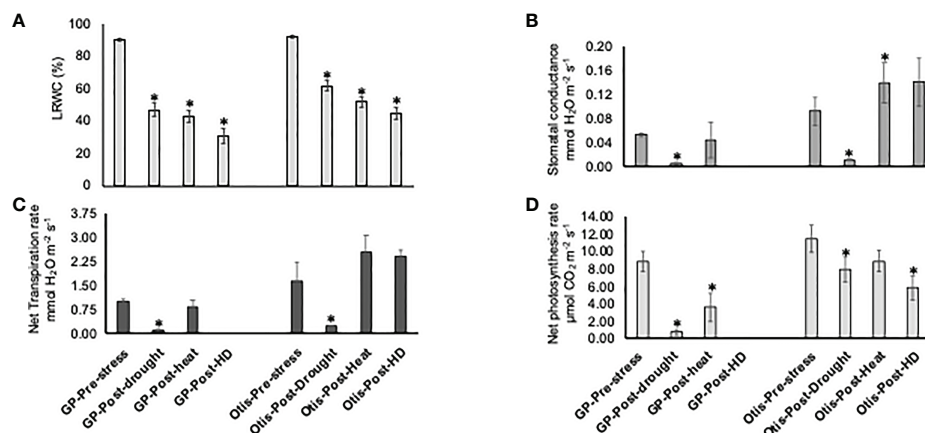 A
LRWC (%)
100
80
60
40
20
0
* * *
* * *
B
Stomatal conductance
mmol H₂O m⁻² s⁻¹
0.20
0.16
0.12
0.08
0.04
0.00
*
* *
C
Net Transpiration rate
mmol H₂O m⁻² s⁻¹
3.75
3.00
2.25
1.50
0.75
0.00
* *
GP-Pre-stress
GP-Post-drought
GP-Post-heat
GP-Post-HD
Otis-Pre-stress
Otis-Post-Drought
Otis-Post-Heat
Otis-Post-HD
D
Net photosynthesis rate
µmol CO₂ m⁻² s⁻¹
14.00
12.00
10.00
8.00
6.00
4.00
2.00
0.00
* *
* *
GP-Pre-stress
GP-Post-drought
GP-Post-heat
GP-Post-HD
Otis-Pre-stress
Otis-Post-Drought
Otis-Post-Heat
Otis-Post-HD